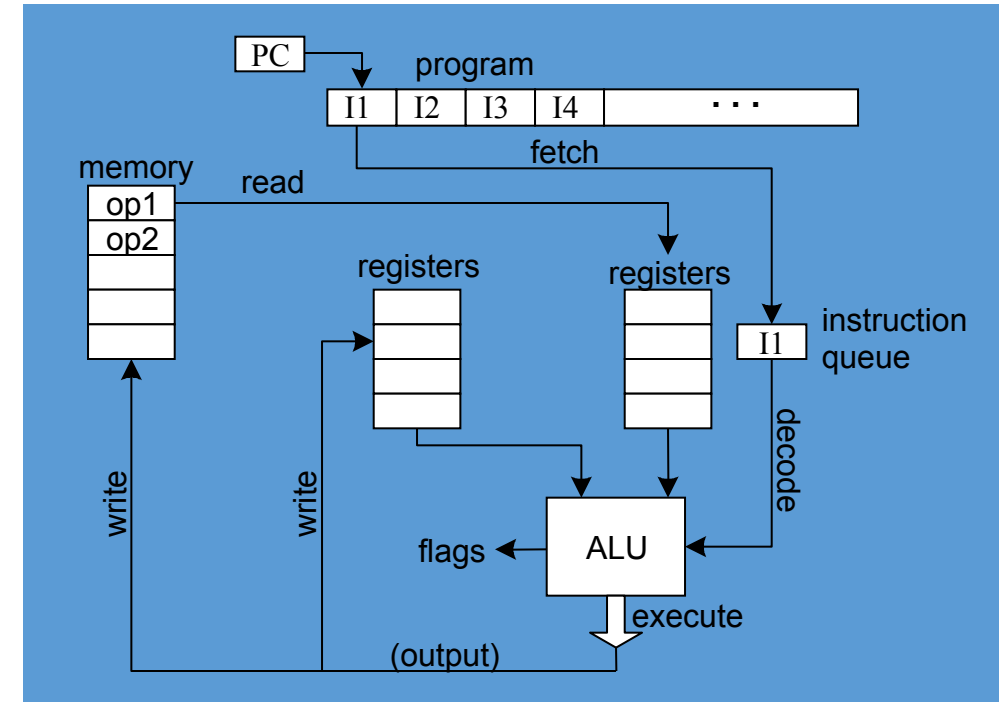 PC
program
I1 I2 I3 I4 . . .
fetch
memory
read
op1
op2
registers
registers
I1
instruction
queue
decode
write
write
flags
ALU
execute
(output)